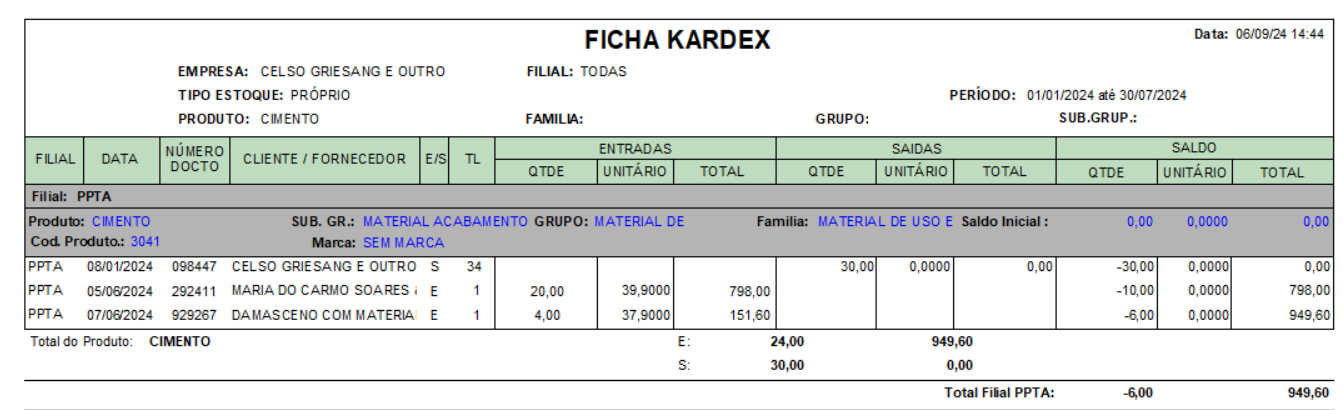 FICHA KARDEX
Data: 06/09/24 14:44
EMPRESA: CELSO GRIESANG E OUTRO FILIAL: TODAS
TIPO ESTOQUE: PRÓPRIO PERÍODO: 01/01/2024 até 30/07/2024
PRODUTO: CIMENTO FAMILIA: GRUPO: SUB.GRUP.:
FILIAL DATA NÚMERO DOCTO CLIENTE / FORNECEDOR E/S TL ENTRADAS SAIDAS SALDO
QTDE UNITÁRIO TOTAL QTDE UNITÁRIO TOTAL QTDE UNITÁRIO TOTAL
Filial: PPTA
Produto: CIMENTO SUB. GR.: MATERIAL ACABAMENTO GRUPO: MATERIAL DE Familia: MATERIAL DE USO E Saldo Inicial : 0,00 0,0000 0,00
Cod. Produto.: 3041 Marca: SEM MARCA
PPTA 08/01/2024 098447 CELSO GRIESANG E OUTRO S 34 30,00 0,0000 0,00 -30,00 0,0000 0,00
PPTA 05/06/2024 292411 MARIA DO CARMO SOARES E 1 20,00 39,9000 798,00 -10,00 0,0000 798,00
PPTA 07/06/2024 929267 DAMASCENO COM MATERIA E 1 4,00 37,9000 151,60 -6,00 0,0000 949,60
Total do Produto: CIMENTO E: 24,00 949,60
S: 30,00 0,00
Total Filial PPTA: -6,00 949,60